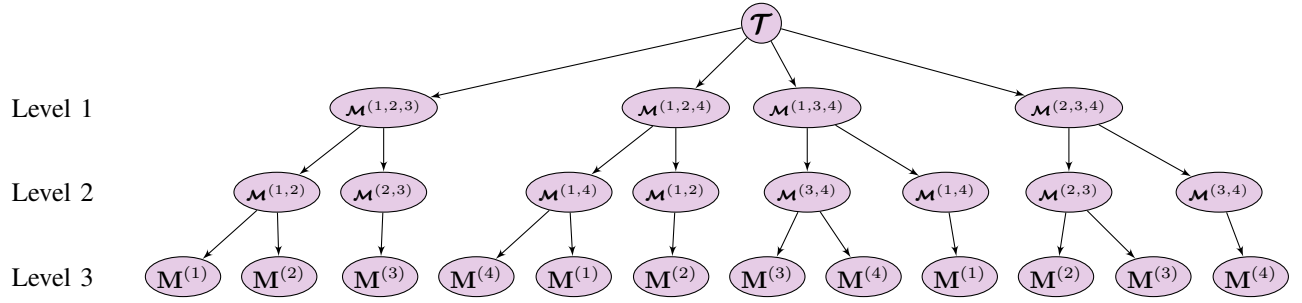 𝓣
Level 1 𝓜^(1,2,3) 𝓜^(1,2,4) 𝓜^(1,3,4) 𝓜^(2,3,4)
Level 2 𝓜^(1,2) 𝓜^(2,3) 𝓜^(1,4) 𝓜^(1,2) 𝓜^(3,4) 𝓜^(1,4) 𝓜^(2,3) 𝓜^(3,4)
Level 3 M^(1) M^(2) M^(3) M^(4) M^(1) M^(2) M^(3) M^(4) M^(1) M^(2) M^(3) M^(4)